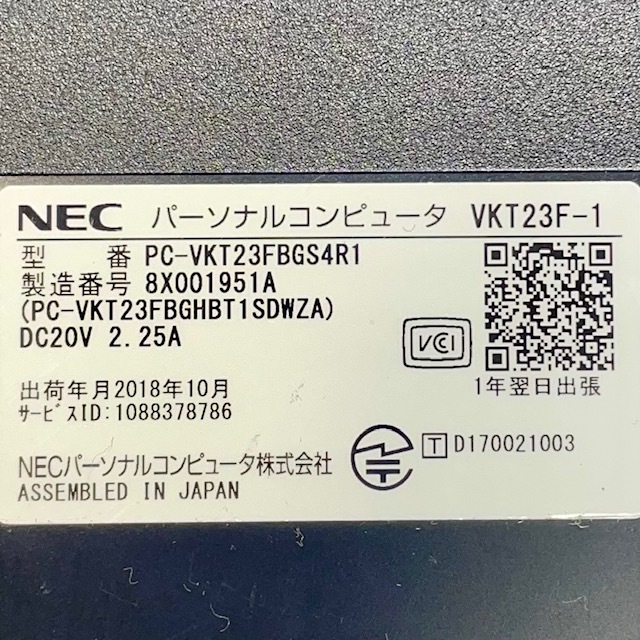 NEC パーソナルコンピュータ VKT23F-1
型 番 PC-VKT23FBGS4R1
製造番号 8X001951A
(PC-VKT23FBGHBT1SDWZA)
DC20V 2.25A
VCCI
1年翌日出張
出荷年月2018年10月
ｻｰﾋﾞｽID:1088378786
T D170021003
NECパーソナルコンピュータ株式会社
ASSEMBLED IN JAPAN